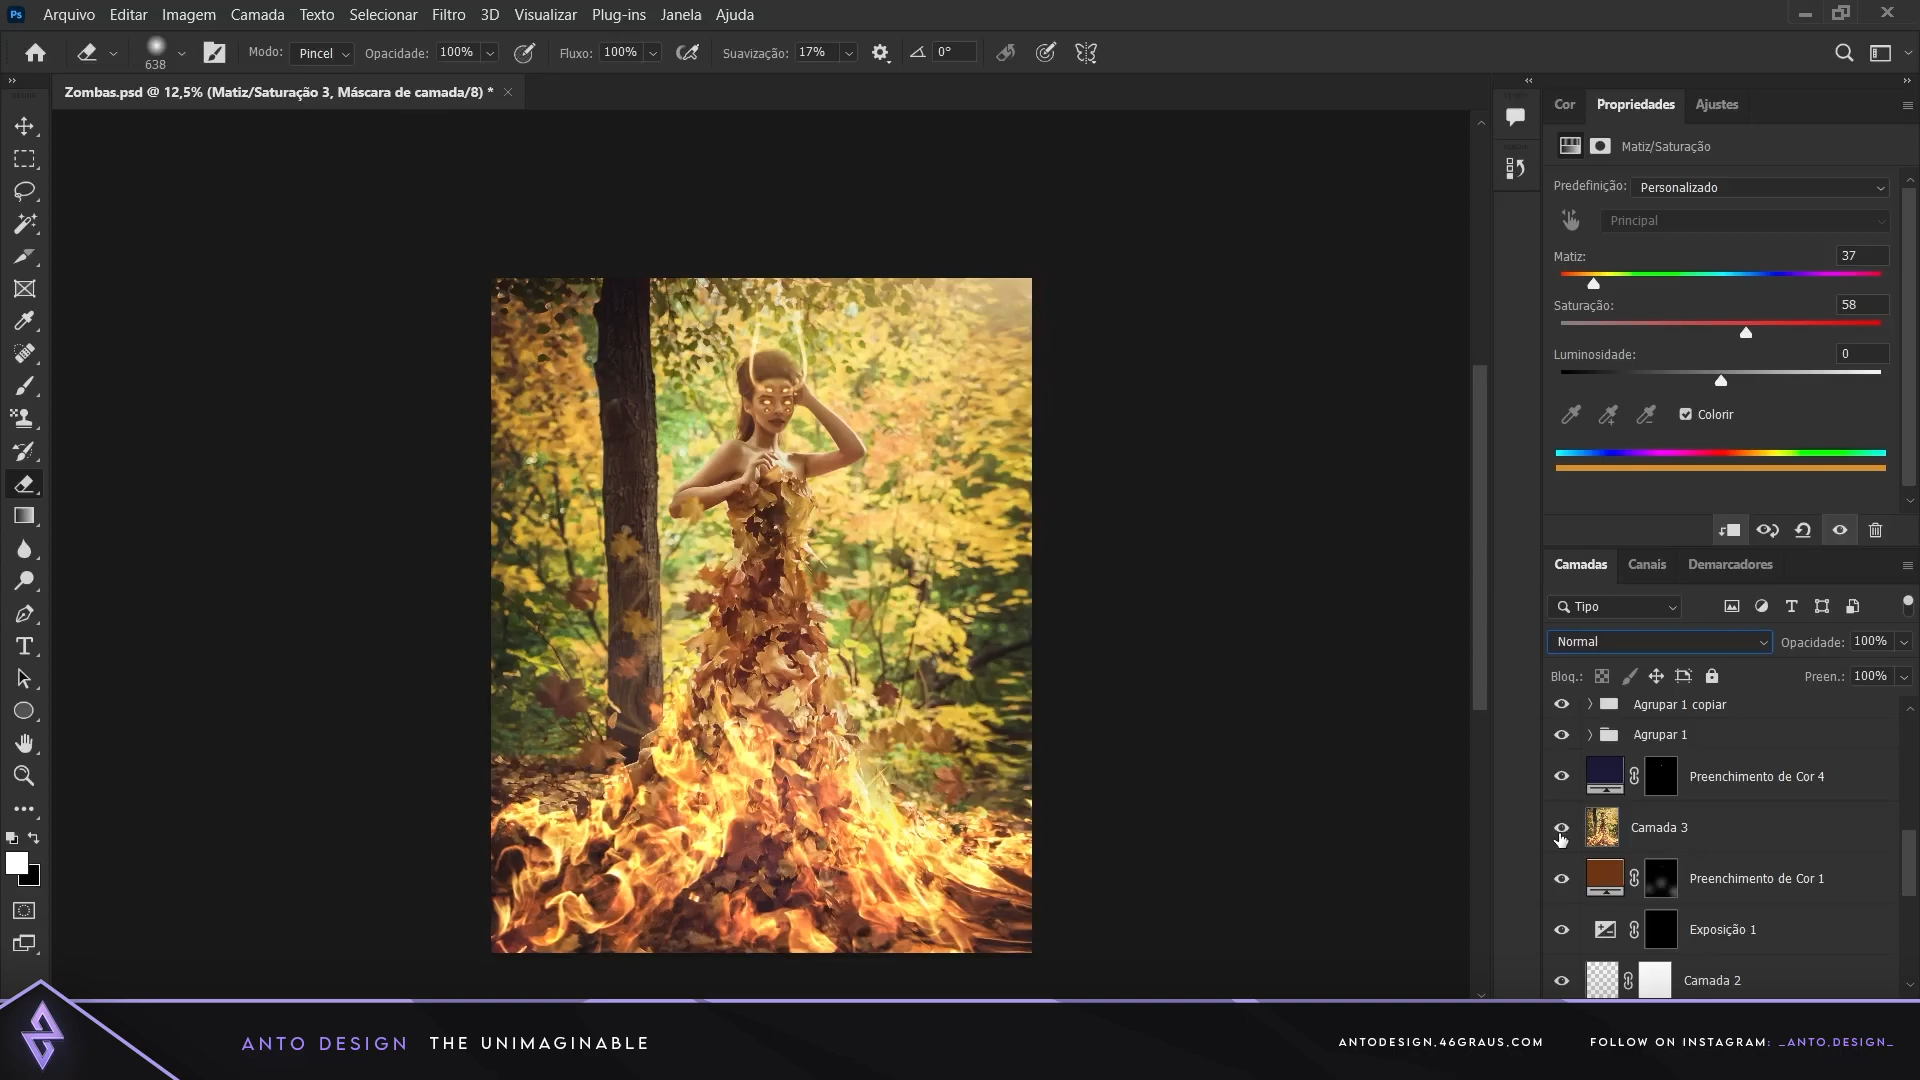 Ps Arquivo Editar Imagem Camada Texto Selecionar Filtro 3D Visualizar Plug-ins Janela Ajuda
638 Modo: Pincel Opacidade: 100% Fluxo: 100% Suavização: 17% 0°
Zombas.psd @ 12,5% (Matiz/Saturação 3, Máscara de camada/8) *
Cor Propriedades Ajustes
Matiz/Saturação
Predefinição: Personalizado
Principal
Matiz: 37
Saturação: 58
Luminosidade: 0
Colorir
Camadas Canais Demarcadores
Tipo
Normal Opacidade: 100%
Bloq.: Preen.: 100%
Agrupar 1 copiar
Agrupar 1
Preenchimento de Cor 4
Camada 3
Preenchimento de Cor 1
Exposição 1
Camada 2
ANTO DESIGN THE UNIMAGINABLE
ANTODESIGN.46GRAUS.COM FOLLOW ON INSTAGRAM: _ANTO.DESIGN_